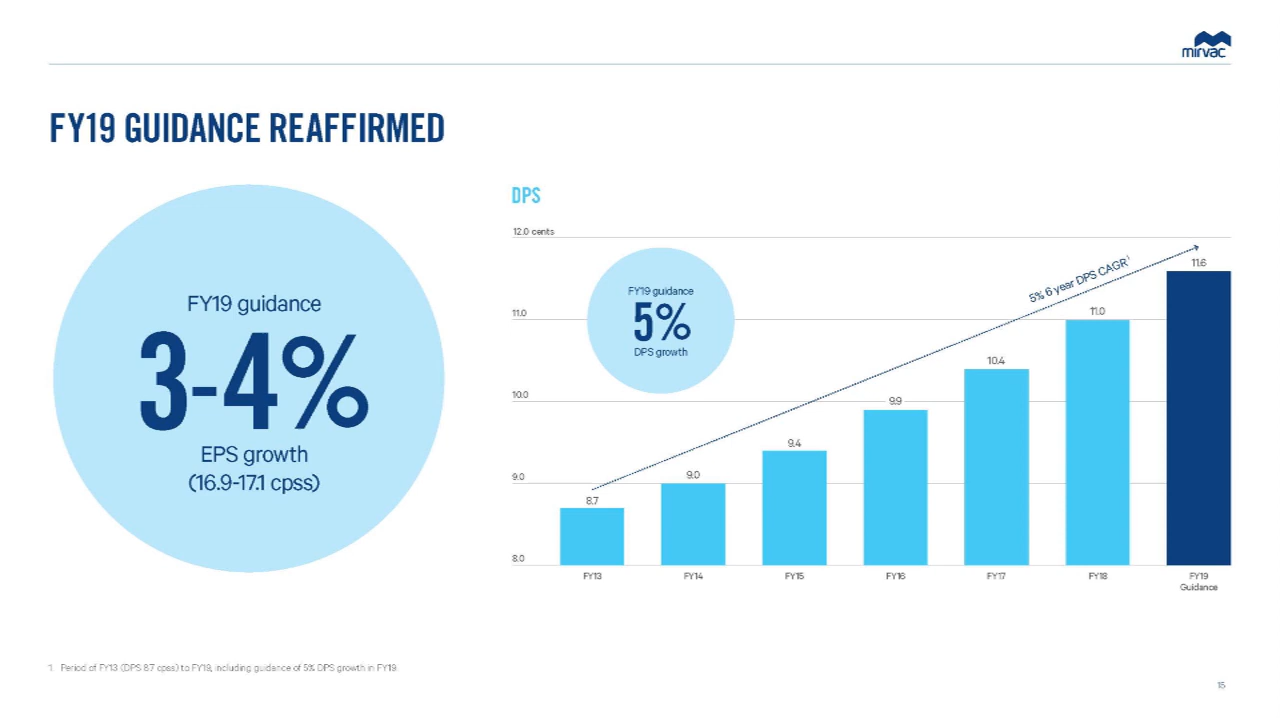 mirvac
FY19 GUIDANCE REAFFIRMED
FY19 guidance
3-4%
EPS growth
(16.9-17.1 cpss)
DPS
12.0 cents
11.0
10.0
9.0
8.0
FY19 guidance
5%
DPS growth
5% 6 year DPS CAGR¹
8.7
9.0
9.4
9.9
10.4
11.0
11.6
FY13
FY14
FY15
FY16
FY17
FY18
FY19
Guidance
1 Period of FY13 (DPS 8.7 cpss) to FY19, including guidance of 5% DPS growth in FY19
15